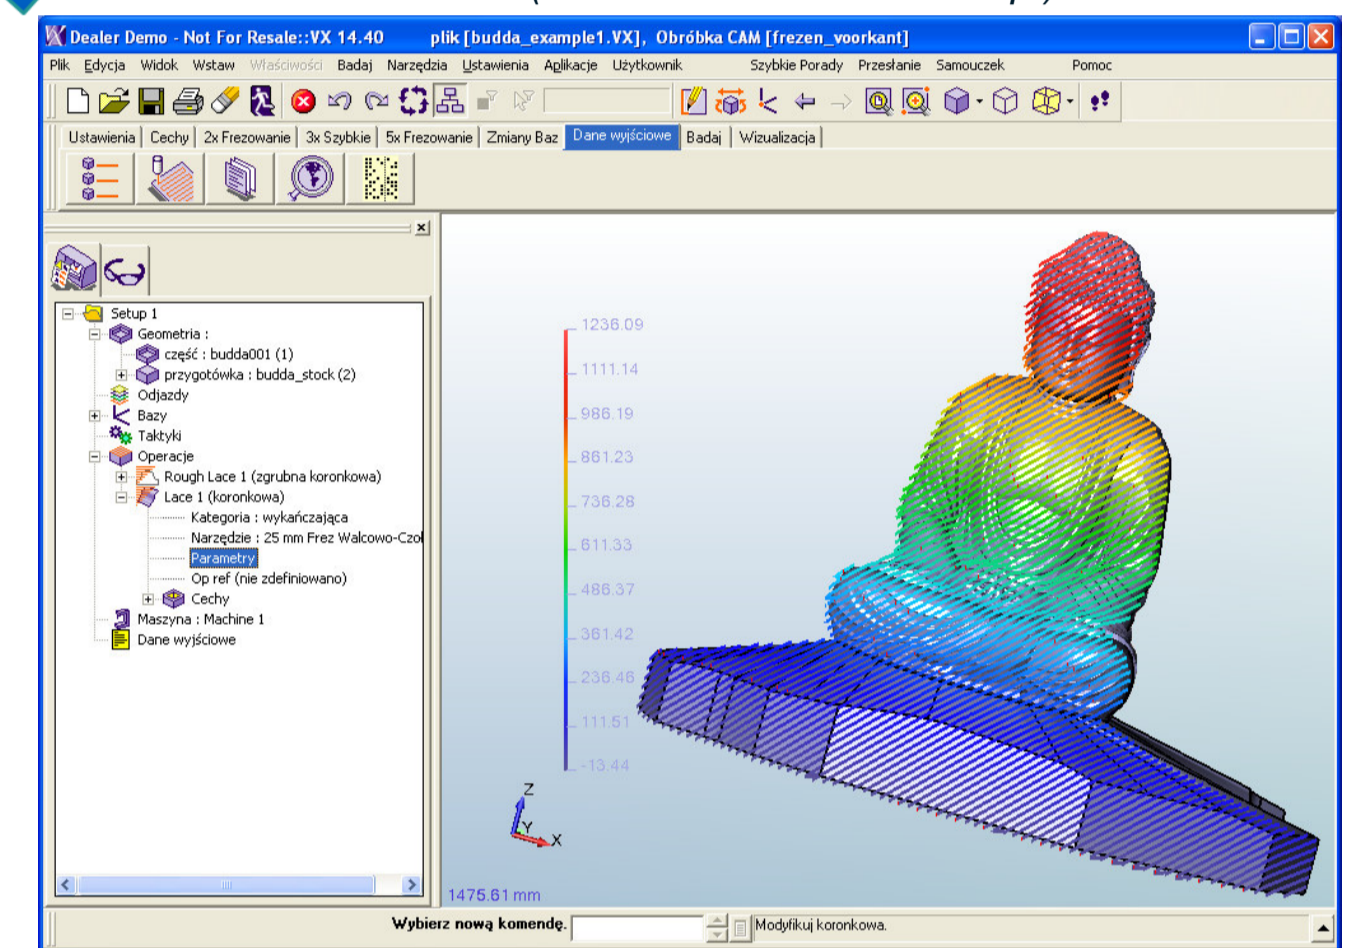 Dealer Demo - Not For Resale::VX 14.40 plik [budda_example1.VX], Obróbka CAM [frezen_voorkant]
Plik Edycja Widok Wstaw Właściwości Badaj Narzędzia Ustawienia Aplikacje Użytkownik Szybkie Porady Przesłanie Samouczek Pomoc
Ustawienia Cechy 2x Frezowanie 3x Szybkie 5x Frezowanie Zmiany Baz Dane wyjściowe Badaj Wizualizacja
Setup 1
Geometria :
część : budda001 (1)
przygotówka : budda_stock (2)
Odjazdy
Bazy
Taktyki
Operacje
Rough Lace 1 (zgrubna koronkowa)
Lace 1 (koronkowa)
Kategoria : wykańczająca
Narzędzie : 25 mm Frez Walcowo-Czoł
Parametry
Op ref (nie zdefiniowano)
Cechy
Maszyna : Machine 1
Dane wyjściowe
1236.09
1111.14
986.19
861.23
736.28
611.33
486.37
361.42
236.46
111.51
-13.44
Z
Y
X
1475.61 mm
Wybierz nową komendę.
Modyfikuj koronkowa.